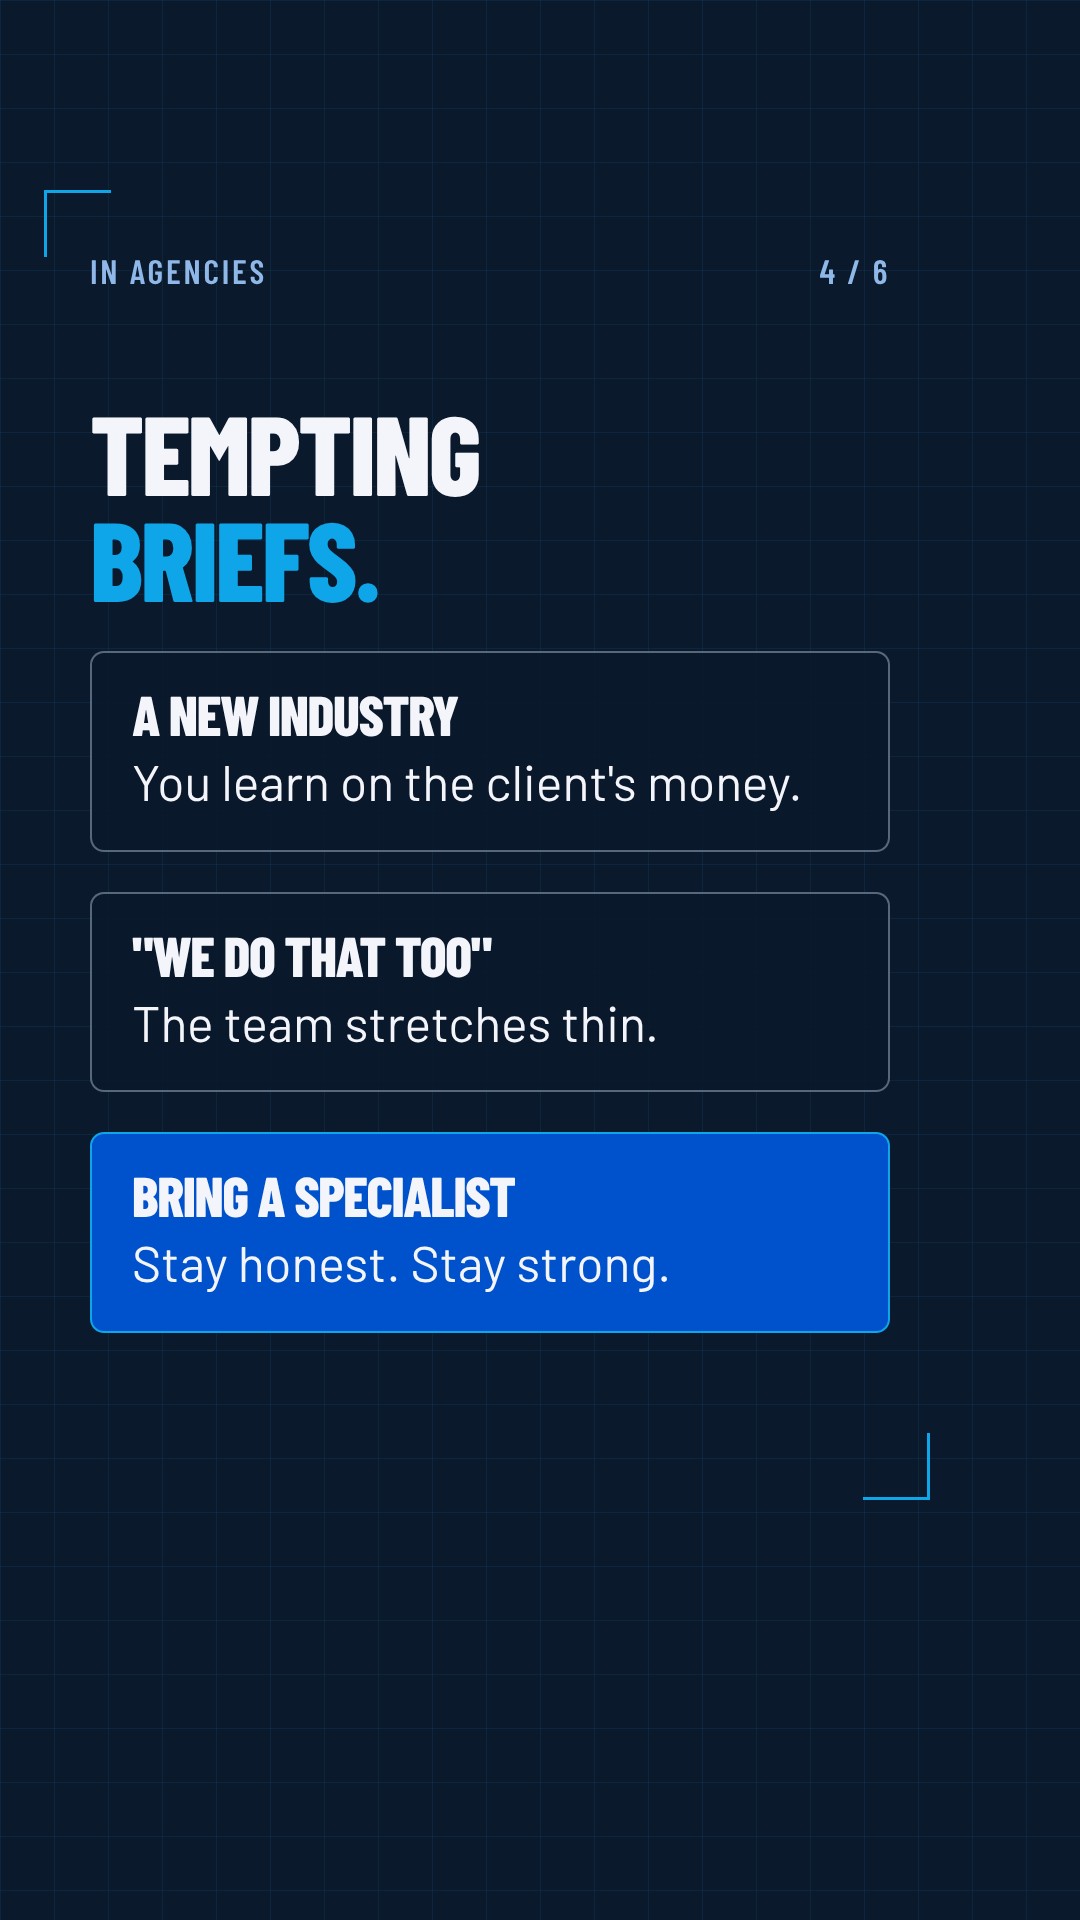 IN AGENCIES
4 / 6
TEMPTING
BRIEFS.
A NEW INDUSTRY
You learn on the client's money.
"WE DO THAT TOO"
The team stretches thin.
BRING A SPECIALIST
Stay honest. Stay strong.